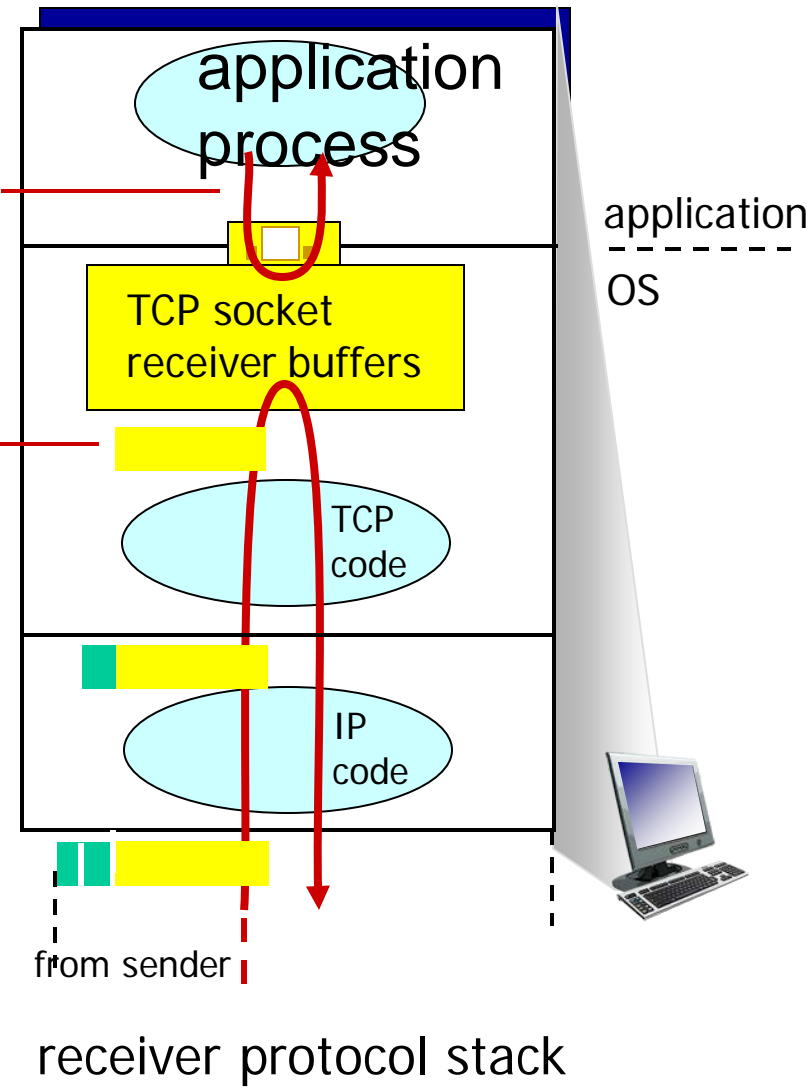 application
process
application
OS
TCP socket
receiver buffers
TCP
code
IP
code
from sender
receiver protocol stack